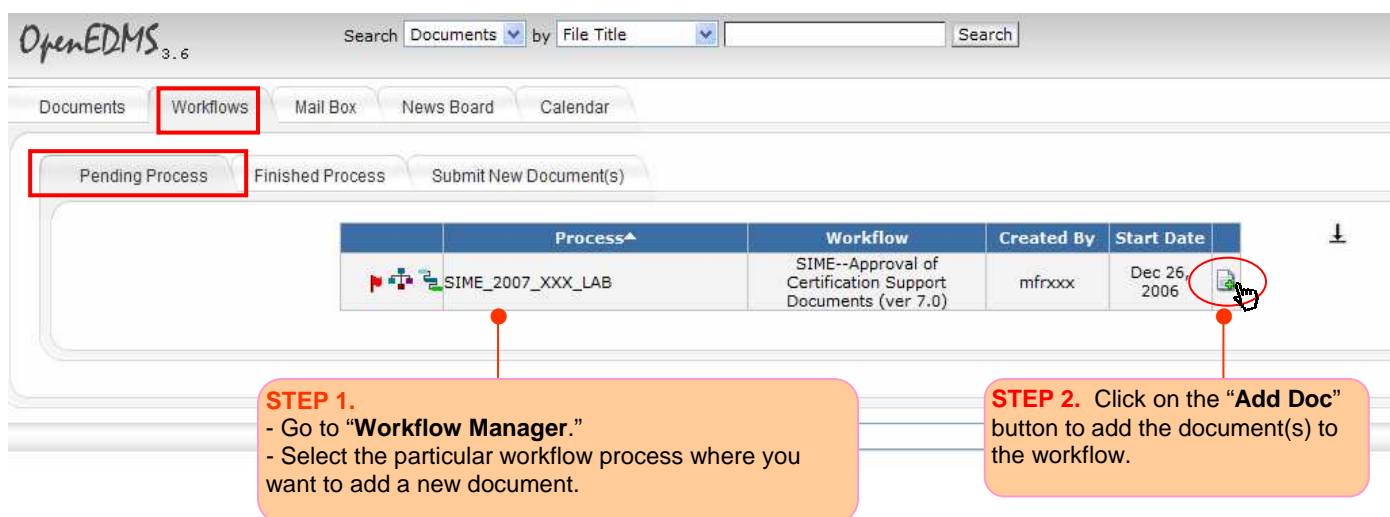 OpenEDMS 3.6
Search Documents by File Title Search
Documents Workflows Mail Box News Board Calendar
Pending Process Finished Process Submit New Document(s)
Process Workflow Created By Start Date
SIME_2007_XXX_LAB
SIME--Approval of
Certification Support
Documents (ver 7.0)
mfrxxx
Dec 26,
2006
STEP 1.
- Go to “Workflow Manager.”
- Select the particular workflow process where you
want to add a new document.
STEP 2. Click on the “Add Doc”
button to add the document(s) to
the workflow.